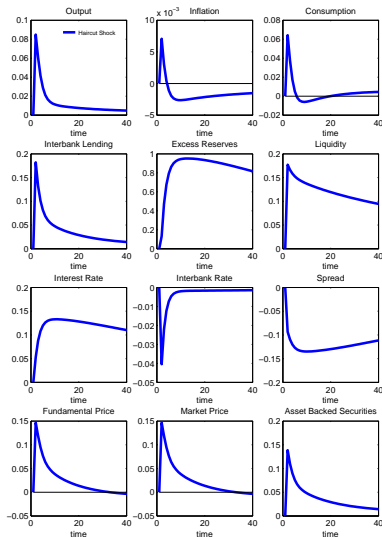 Output Inflation Consumption
0.1 0.08 0.06 0.04 0.02 0 0 20 40 time Haircut Shock
x 10⁻³ 10 5 0 −5 0 20 40 time
0.08 0.06 0.04 0.02 0 −0.02 0 20 40 time
Interbank Lending Excess Reserves Liquidity
0.2 0.15 0.1 0.05 0 0 20 40 time
1 0.8 0.6 0.4 0.2 0 0 20 40 time
0.2 0.15 0.1 0.05 0 0 20 40 time
Interest Rate Interbank Rate Spread
0.2 0.15 0.1 0.05 0 0 20 40 time
0 −0.01 −0.02 −0.03 −0.04 −0.05 0 20 40 time
0 −0.05 −0.1 −0.15 −0.2 0 20 40 time
Fundamental Price Market Price Asset Backed Securities
0.15 0.1 0.05 0 −0.05 0 20 40 time
0.15 0.1 0.05 0 −0.05 0 20 40 time
0.2 0.15 0.1 0.05 0 0 20 40 time